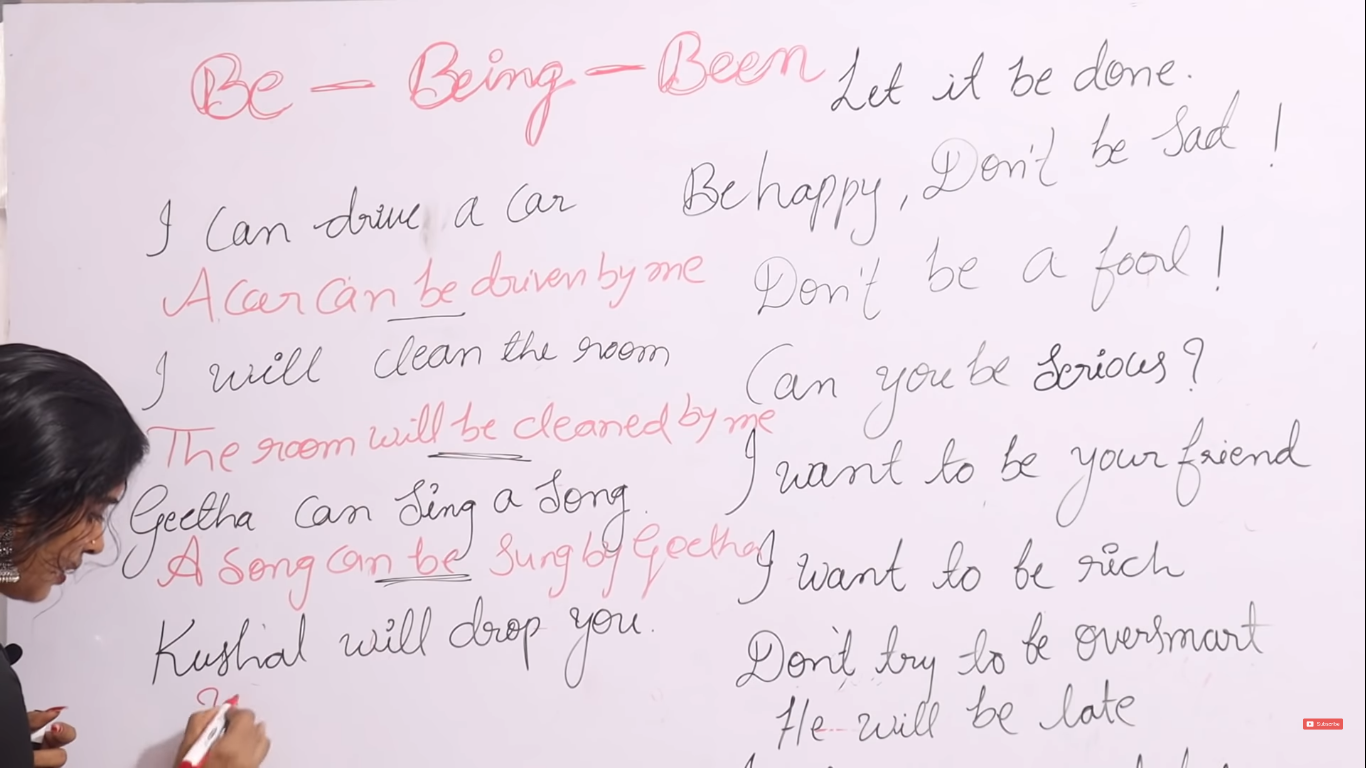 Be - Being - Been
I can drive a car
A car can be driven by me
I will clean the room
The room will be cleaned by me
Geetha can sing a song.
A song can be sung by Geetha
Kushal will drop you.
Let it be done.
Be happy, Don't be sad!
Don't be a fool!
Can you be serious?
I want to be your friend
I want to be rich
Don't try to be oversmart
He will be late
Subscribe